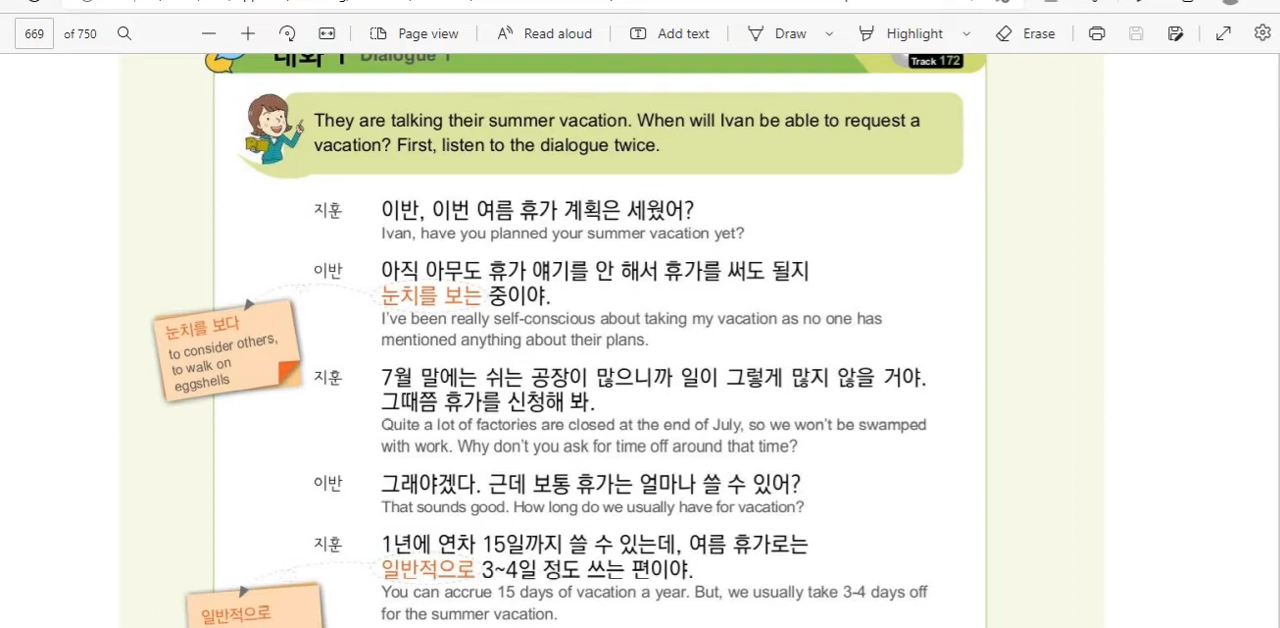 669 of 750 Page view Read aloud Add text Draw Highlight Erase
대화 1 Dialogue 1 Track 172
They are talking their summer vacation. When will Ivan be able to request a
vacation? First, listen to the dialogue twice.
지훈 이반, 이번 여름 휴가 계획은 세웠어?
Ivan, have you planned your summer vacation yet?
이반 아직 아무도 휴가 얘기를 안 해서 휴가를 써도 될지
눈치를 보는 중이야.
I've been really self-conscious about taking my vacation as no one has
mentioned anything about their plans.
눈치를 보다
to consider others,
to walk on
eggshells
지훈 7월 말에는 쉬는 공장이 많으니까 일이 그렇게 많지 않을 거야.
그때쯤 휴가를 신청해 봐.
Quite a lot of factories are closed at the end of July, so we won't be swamped
with work. Why don't you ask for time off around that time?
이반 그래야겠다. 근데 보통 휴가는 얼마나 쓸 수 있어?
That sounds good. How long do we usually have for vacation?
지훈 1년에 연차 15일까지 쓸 수 있는데, 여름 휴가로는
일반적으로 3~4일 정도 쓰는 편이야.
You can accrue 15 days of vacation a year. But, we usually take 3-4 days off
for the summer vacation.
일반적으로